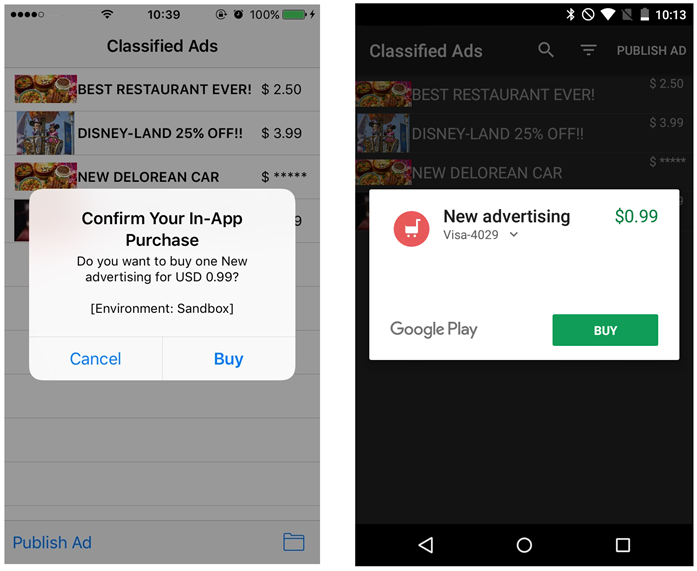 10:39
100%
Classified Ads
BEST RESTAURANT EVER! $ 2.50
DISNEY-LAND 25% OFF!! $ 3.99
NEW DELOREAN CAR $ *****
9
Confirm Your In-App
Purchase
Do you want to buy one New
advertising for USD 0.99?
[Environment: Sandbox]
Cancel Buy
Publish Ad
10:13
Classified Ads PUBLISH AD
BEST RESTAURANT EVER! $ 2.50
DISNEY-LAND 25% OFF!! $ 3.99
NEW DELOREAN CAR $ *****
New advertising $0.99
Visa-4029
Google Play BUY